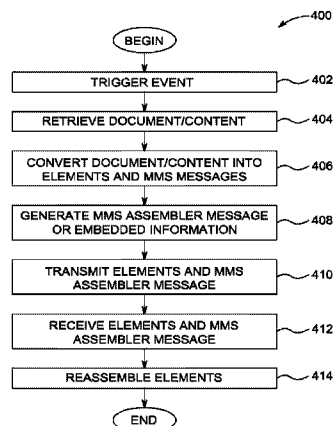 400
BEGIN
TRIGGER EVENT
402
RETRIEVE DOCUMENT/CONTENT
404
CONVERT DOCUMENT/CONTENT INTO
ELEMENTS AND MMS MESSAGES
406
GENERATE MMS ASSEMBLER MESSAGE
OR EMBEDDED INFORMATION
408
TRANSMIT ELEMENTS AND MMS
ASSEMBLER MESSAGE
410
RECEIVE ELEMENTS AND MMS
ASSEMBLER MESSAGE
412
REASSEMBLE ELEMENTS
414
END